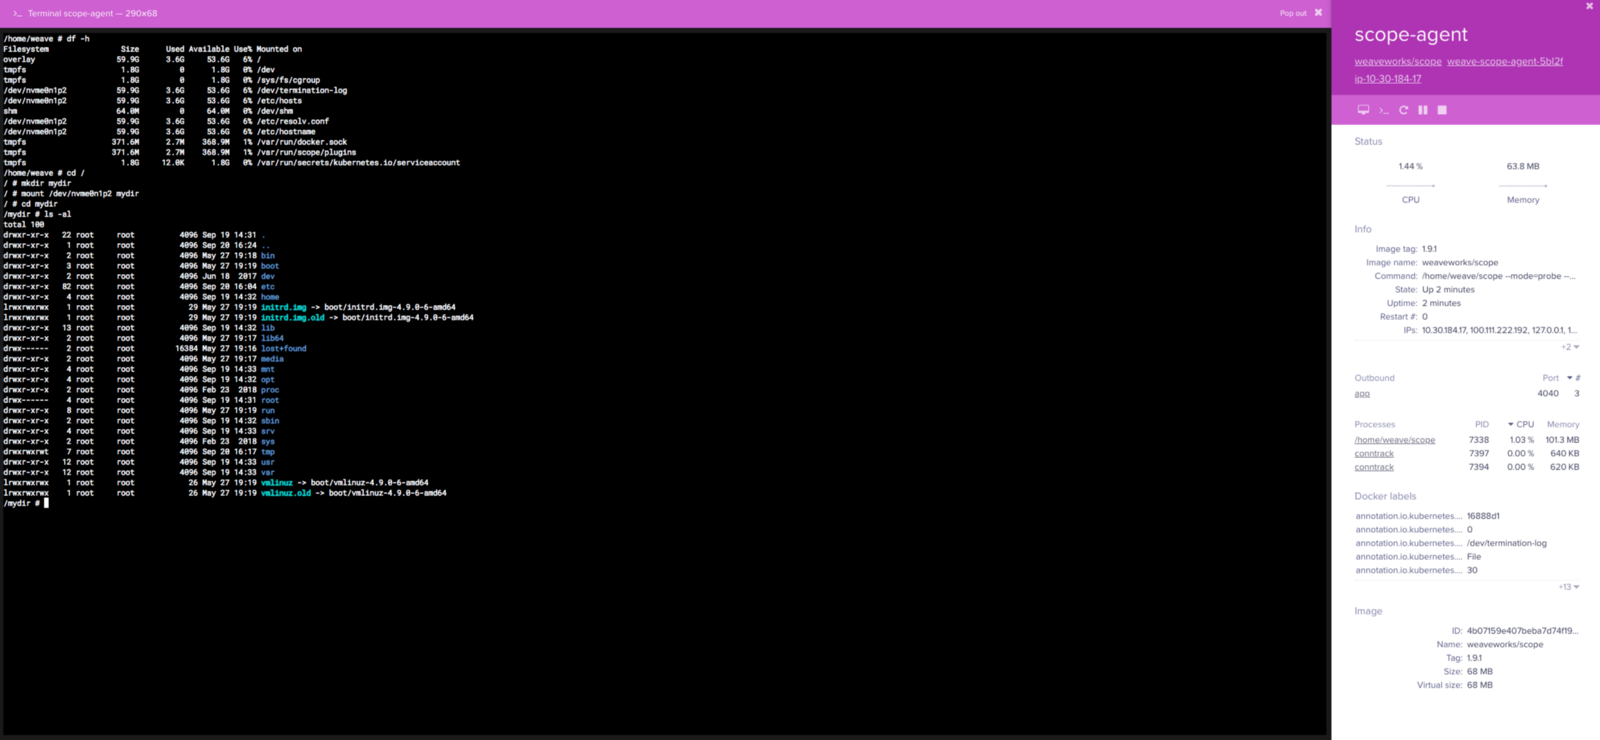 >_ Terminal scope-agent — 290×68
Pop out ✖
/home/weave # df -h
Filesystem Size Used Available Use% Mounted on
overlay 59.9G 3.6G 53.6G 6% /
tmpfs 1.8G 0 1.8G 0% /dev
tmpfs 1.8G 0 1.8G 0% /sys/fs/cgroup
/dev/nvme0n1p2 59.9G 3.6G 53.6G 6% /dev/termination-log
/dev/nvme0n1p2 59.9G 3.6G 53.6G 6% /etc/hosts
shm 64.0M 0 64.0M 0% /dev/shm
/dev/nvme0n1p2 59.9G 3.6G 53.6G 6% /etc/resolv.conf
/dev/nvme0n1p2 59.9G 3.6G 53.6G 6% /etc/hostname
tmpfs 371.6M 2.7M 368.9M 1% /var/run/docker.sock
tmpfs 371.6M 2.7M 368.9M 1% /var/run/scope/plugins
tmpfs 1.8G 12.0K 1.8G 0% /var/run/secrets/kubernetes.io/serviceaccount
/home/weave # cd /
/ # mkdir mydir
/ # mount /dev/nvme0n1p2 mydir
/ # cd mydir
/mydir # ls -al
total 100
drwxr-xr-x 22 root root 4096 Sep 19 14:31 .
drwxr-xr-x 1 root root 4096 Sep 20 16:24 ..
drwxr-xr-x 2 root root 4096 May 27 19:18 bin
drwxr-xr-x 3 root root 4096 May 27 19:19 boot
drwxr-xr-x 2 root root 4096 Jun 18 2017 dev
drwxr-xr-x 82 root root 4096 Sep 20 16:04 etc
drwxr-xr-x 4 root root 4096 Sep 19 14:32 home
lrwxrwxrwx 1 root root 29 May 27 19:19 initrd.img -> boot/initrd.img-4.9.0-6-amd64
lrwxrwxrwx 1 root root 29 May 27 19:19 initrd.img.old -> boot/initrd.img-4.9.0-6-amd64
drwxr-xr-x 13 root root 4096 Sep 19 14:32 lib
drwxr-xr-x 2 root root 4096 May 27 19:17 lib64
drwx------ 2 root root 16384 May 27 19:16 lost+found
drwxr-xr-x 2 root root 4096 May 27 19:17 media
drwxr-xr-x 4 root root 4096 Sep 19 14:33 mnt
drwxr-xr-x 4 root root 4096 Sep 19 14:32 opt
drwxr-xr-x 2 root root 4096 Feb 23 2018 proc
drwx------ 4 root root 4096 Sep 19 14:31 root
drwxr-xr-x 8 root root 4096 May 27 19:19 run
drwxr-xr-x 2 root root 4096 Sep 19 14:32 sbin
drwxr-xr-x 4 root root 4096 Sep 19 14:33 srv
drwxr-xr-x 2 root root 4096 Feb 23 2018 sys
drwxrwxrwt 7 root root 4096 Sep 20 16:17 tmp
drwxr-xr-x 12 root root 4096 Sep 19 14:33 usr
drwxr-xr-x 12 root root 4096 Sep 19 14:33 var
lrwxrwxrwx 1 root root 26 May 27 19:19 vmlinuz -> boot/vmlinuz-4.9.0-6-amd64
lrwxrwxrwx 1 root root 26 May 27 19:19 vmlinuz.old -> boot/vmlinuz-4.9.0-6-amd64
/mydir #
scope-agent
weaveworks/scope weave-scope-agent-5bl2f
ip-10-30-184-17
Status
1.44 % 63.8 MB
CPU Memory
Info
Image tag: 1.9.1
Image name: weaveworks/scope
Command: /home/weave/scope --mode=probe --...
State: Up 2 minutes
Uptime: 2 minutes
Restart #: 0
IPs: 10.30.184.17, 100.111.222.192, 127.0.0.1, 1...
+2
Outbound Port #
app 4040 3
Processes PID CPU Memory
/home/weave/scope 7338 1.03 % 101.3 MB
conntrack 7397 0.00 % 640 KB
conntrack 7394 0.00 % 620 KB
Docker labels
annotation.io.kubernetes.... 16888d1
annotation.io.kubernetes.... 0
annotation.io.kubernetes.... /dev/termination-log
annotation.io.kubernetes.... File
annotation.io.kubernetes.... 30
+13
Image
ID: 4b07159e407beba7d74f19...
Name: weaveworks/scope
Tag: 1.9.1
Size: 68 MB
Virtual size: 68 MB